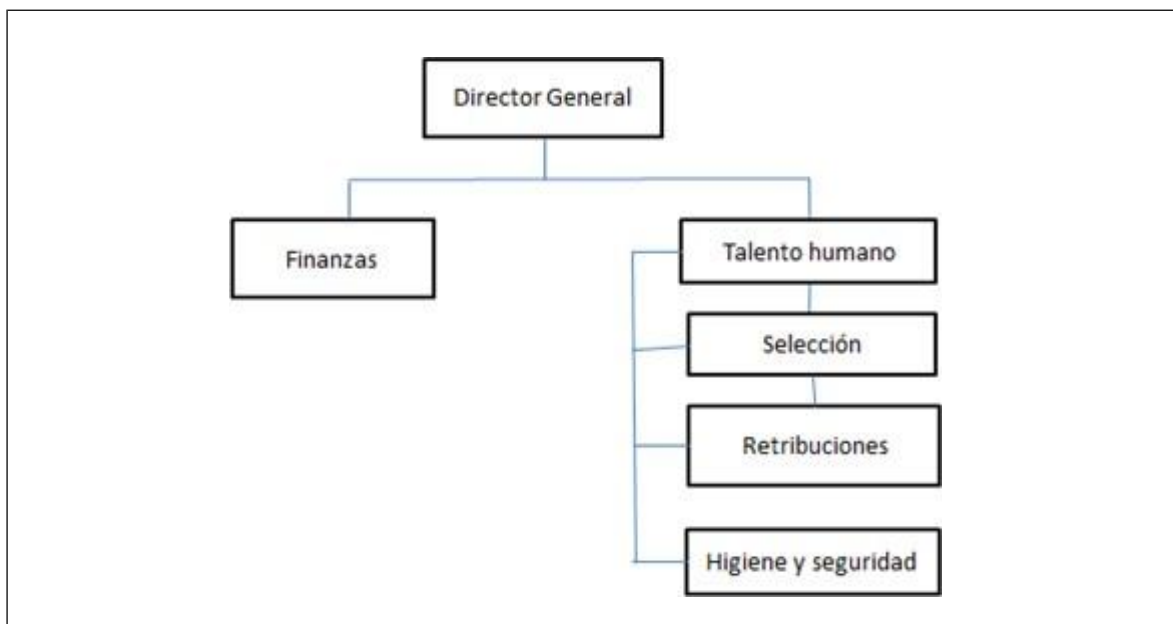 Director General
Finanzas
Talento humano
Selección
Retribuciones
Higiene y seguridad